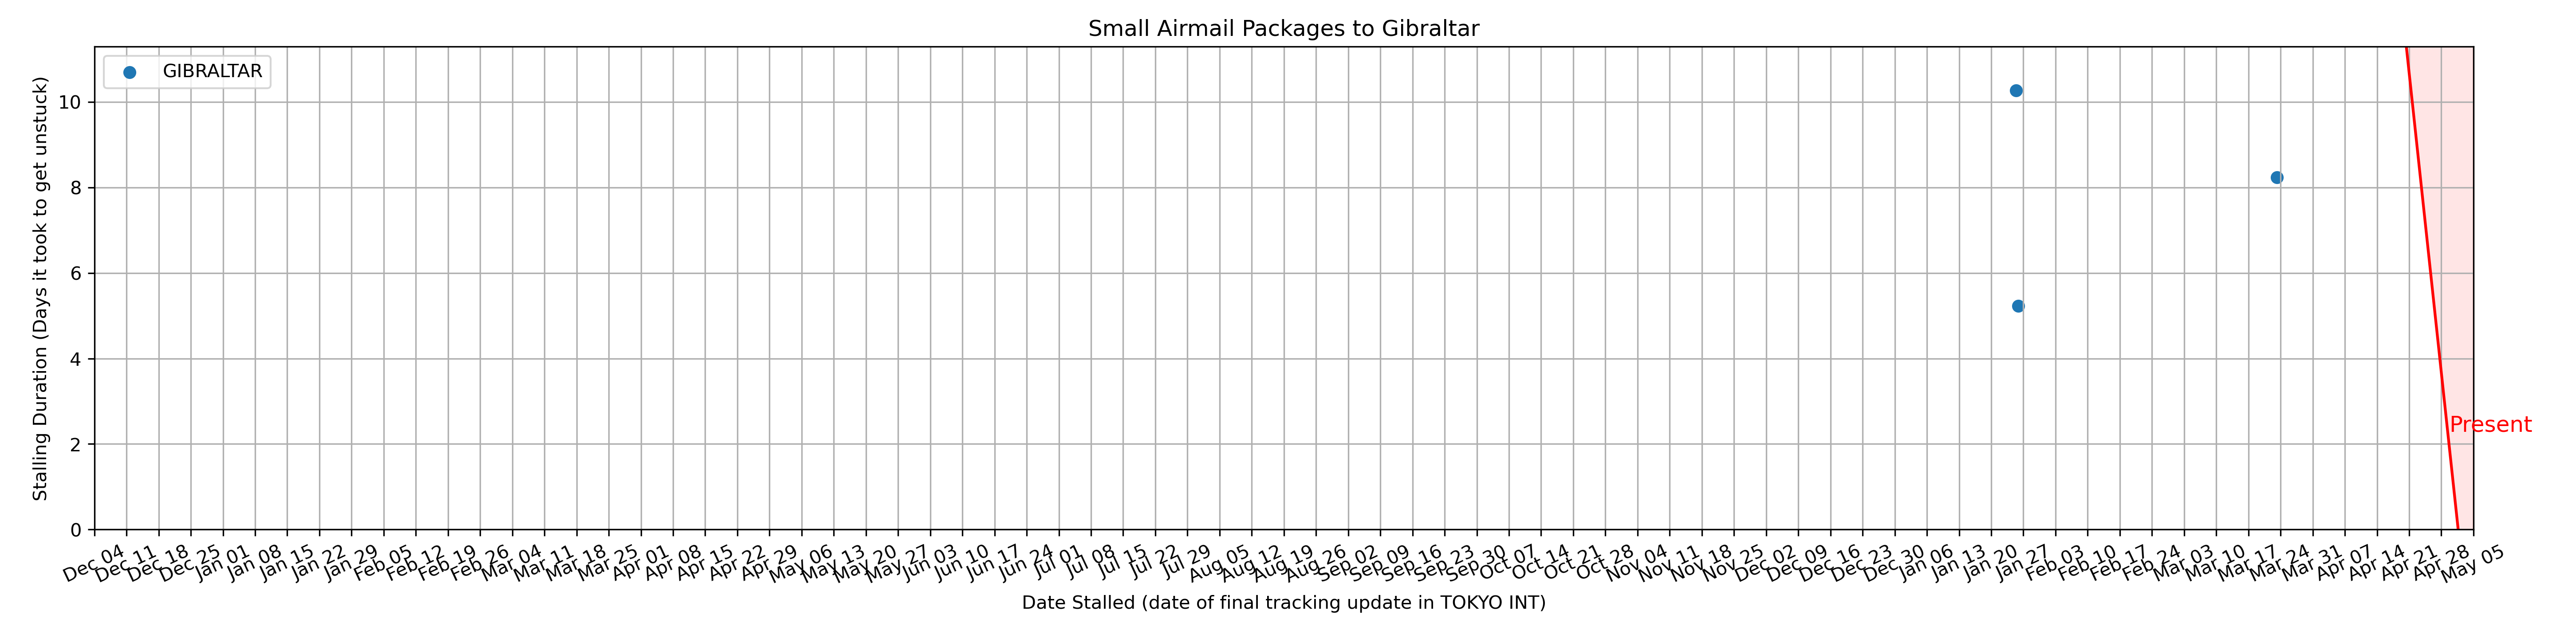 Small Airmail Packages to Gibraltar
GIBRALTAR
Stalling Duration (Days it took to get unstuck)
10
8
6
4
2
0
Present
Dec 04 Dec 11 Dec 18 Dec 25 Jan 01 Jan 08 Jan 15 Jan 22 Jan 29 Feb 05 Feb 12 Feb 19 Feb 26 Mar 04 Mar 11 Mar 18 Mar 25 Apr 01 Apr 08 Apr 15 Apr 22 Apr 29 May 06 May 13 May 20 May 27 Jun 03 Jun 10 Jun 17 Jun 24 Jul 01 Jul 08 Jul 15 Jul 22 Jul 29 Aug 05 Aug 12 Aug 19 Aug 26 Sep 02 Sep 09 Sep 16 Sep 23 Sep 30 Oct 07 Oct 14 Oct 21 Oct 28 Nov 04 Nov 11 Nov 18 Nov 25 Dec 02 Dec 09 Dec 16 Dec 23 Dec 30 Jan 06 Jan 13 Jan 20 Jan 27 Feb 03 Feb 10 Feb 17 Feb 24 Mar 03 Mar 10 Mar 17 Mar 24 Mar 31 Apr 07 Apr 14 Apr 21 Apr 28 May 05
Date Stalled (date of final tracking update in TOKYO INT)